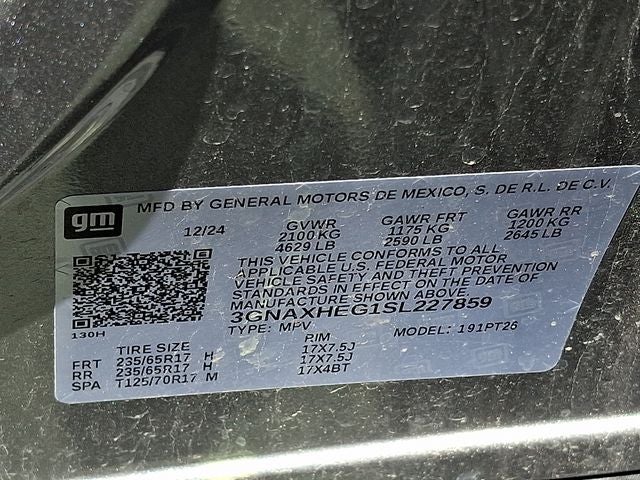 gm
MFD BY GENERAL MOTORS DE MEXICO, S. DE R.L. DE C.V.
12/24 GVWR GAWR FRT GAWR RR
2100 KG 1175 KG 1200 KG
4629 LB 2590 LB 2645 LB
THIS VEHICLE CONFORMS TO ALL
APPLICABLE U.S. FEDERAL MOTOR
VEHICLE SAFETY AND THEFT PREVENTION
STANDARDS IN EFFECT ON THE DATE OF
MANUFACTURE SHOWN ABOVE
3GNAXHEG1SL227859
130H
TYPE: MPV MODEL: 191PT26
TIRE SIZE RIM
FRT 235/65R17 H 17X7.5J
RR 235/65R17 H 17X7.5J
SPA T125/70R17 M 17X4BT